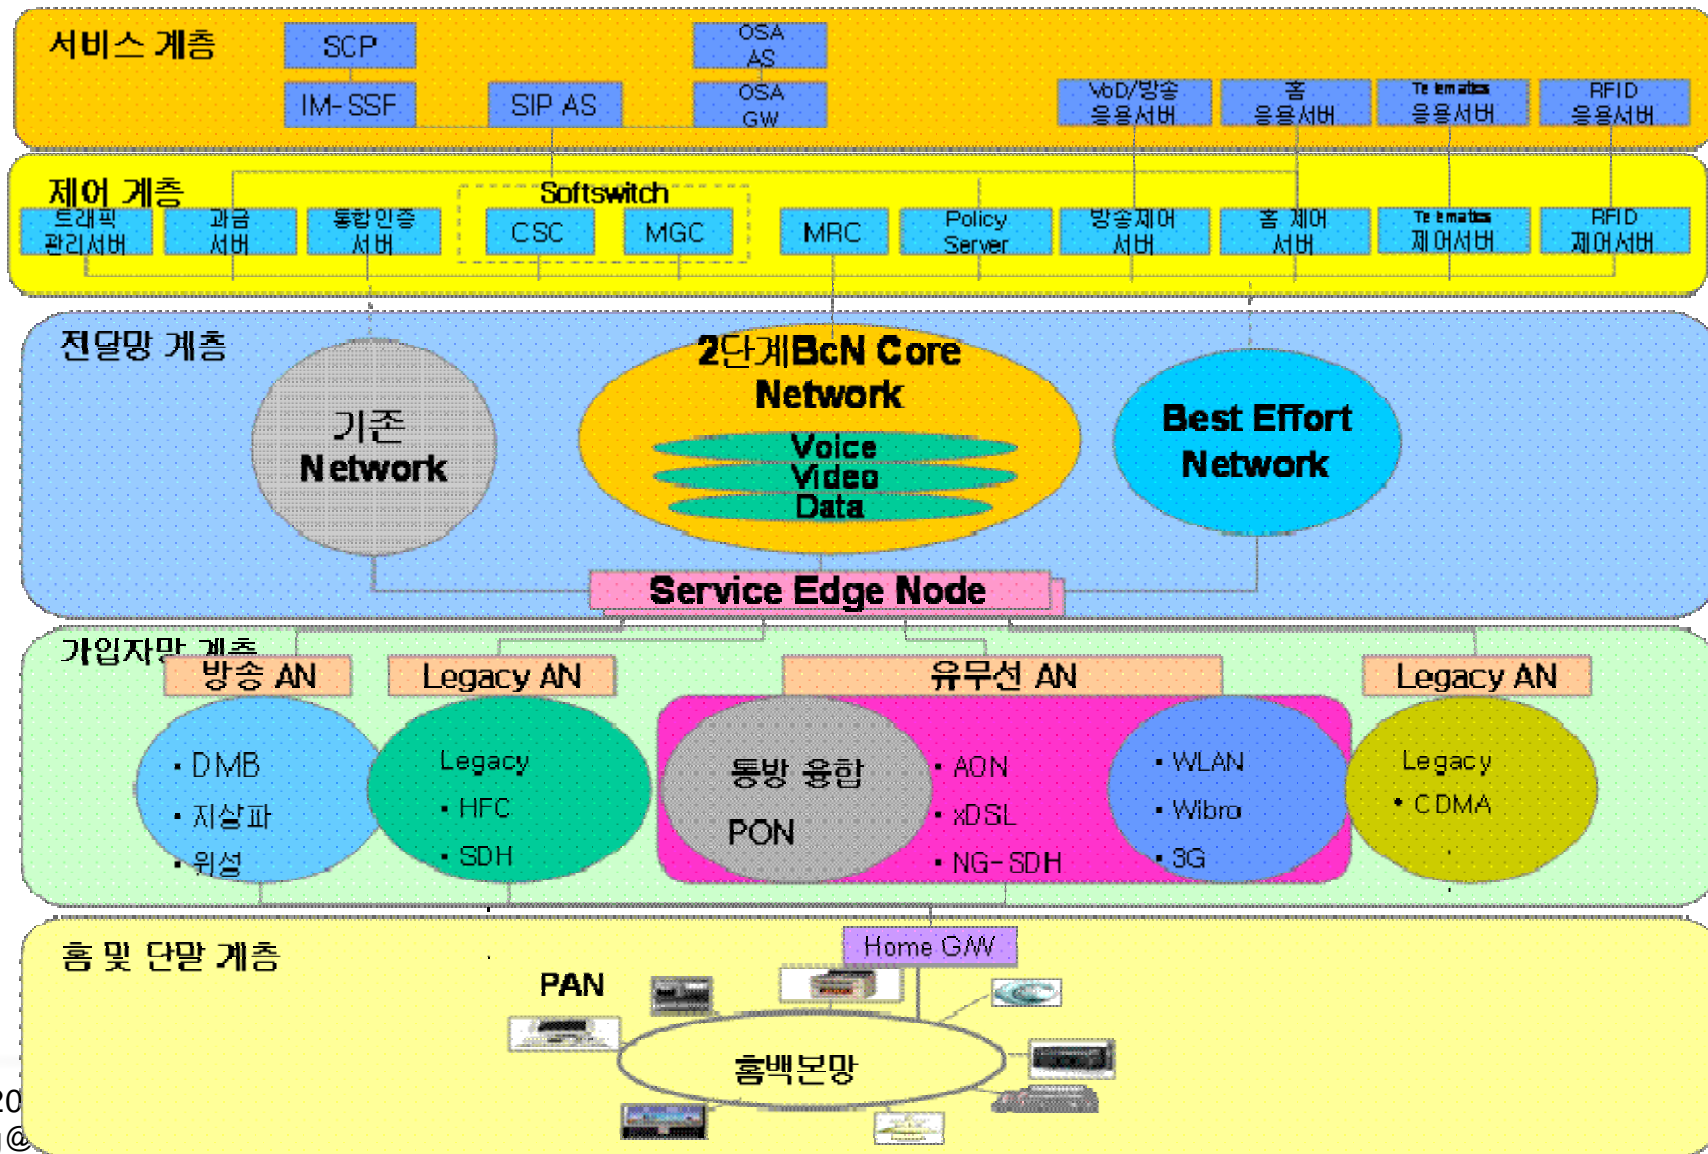 서비스 계층
SCP
OSA
AS
IM-SSF
SIP AS
OSA
GW
VoD/방송
응용서버
홈
응용서버
Telematics
응용서버
RFID
응용서버
제어 계층
Softswitch
트래픽
관리서버
과금
서버
통합인증
서버
CSC
MGC
MRC
Policy
Server
방송제어
서버
홈 제어
서버
Telematics
제어서버
RFID
제어서버
전달망 계층
기존
Network
2단계BcN Core
Network
Voice
Video
Data
Best Effort
Network
Service Edge Node
가입자망 계층
방송 AN
Legacy AN
유무선 AN
Legacy AN
▪ DMB
▪ 지상파
▪ 위성
Legacy
▪ HFC
▪ SDH
통방 융합
PON
▪ AON
▪ xDSL
▪ NG-SDH
▪ WLAN
▪ Wibro
▪ 3G
Legacy
• CDMA
홈 및 단말 계층
Home G/W
PAN
홈백본망
20
@